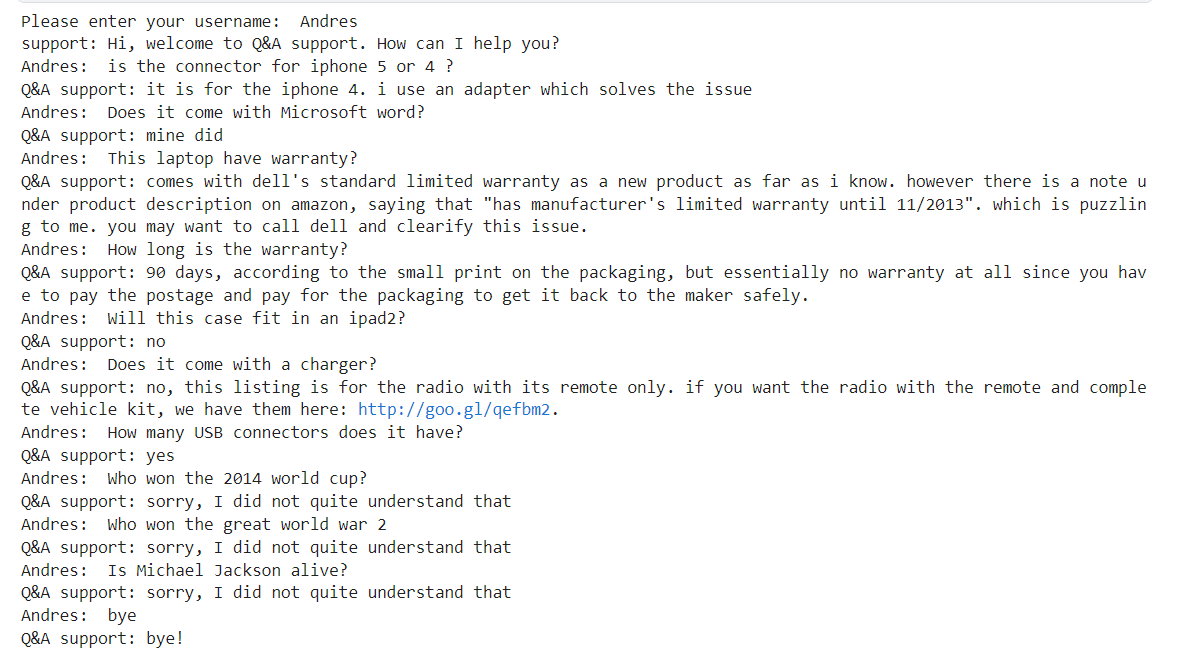 Please enter your username:  Andres
support: Hi, welcome to Q&A support. How can I help you?
Andres:  is the connector for iphone 5 or 4 ?
Q&A support: it is for the iphone 4. i use an adapter which solves the issue
Andres:  Does it come with Microsoft word?
Q&A support: mine did
Andres:  This laptop have warranty?
Q&A support: comes with dell's standard limited warranty as a new product as far as i know. however there is a note u
nder product description on amazon, saying that "has manufacturer's limited warranty until 11/2013". which is puzzlin
g to me. you may want to call dell and clearify this issue.
Andres:  How long is the warranty?
Q&A support: 90 days, according to the small print on the packaging, but essentially no warranty at all since you hav
e to pay the postage and pay for the packaging to get it back to the maker safely.
Andres:  Will this case fit in an ipad2?
Q&A support: no
Andres:  Does it come with a charger?
Q&A support: no, this listing is for the radio with its remote only. if you want the radio with the remote and comple
te vehicle kit, we have them here: http://goo.gl/qefbm2.
Andres:  How many USB connectors does it have?
Q&A support: yes
Andres:  Who won the 2014 world cup?
Q&A support: sorry, I did not quite understand that
Andres:  Who won the great world war 2
Q&A support: sorry, I did not quite understand that
Andres:  Is Michael Jackson alive?
Q&A support: sorry, I did not quite understand that
Andres:  bye
Q&A support: bye!